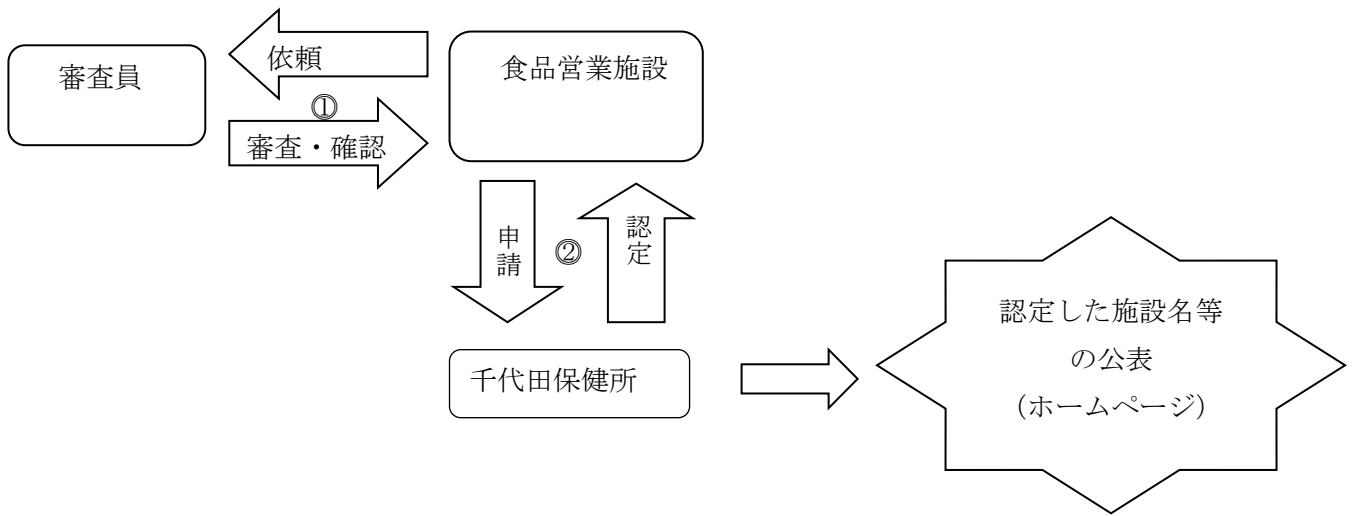 審査員
依頼
①
審査・確認
食品営業施設
申請
②
認定
千代田保健所
認定した施設名等
の公表
（ホームページ）